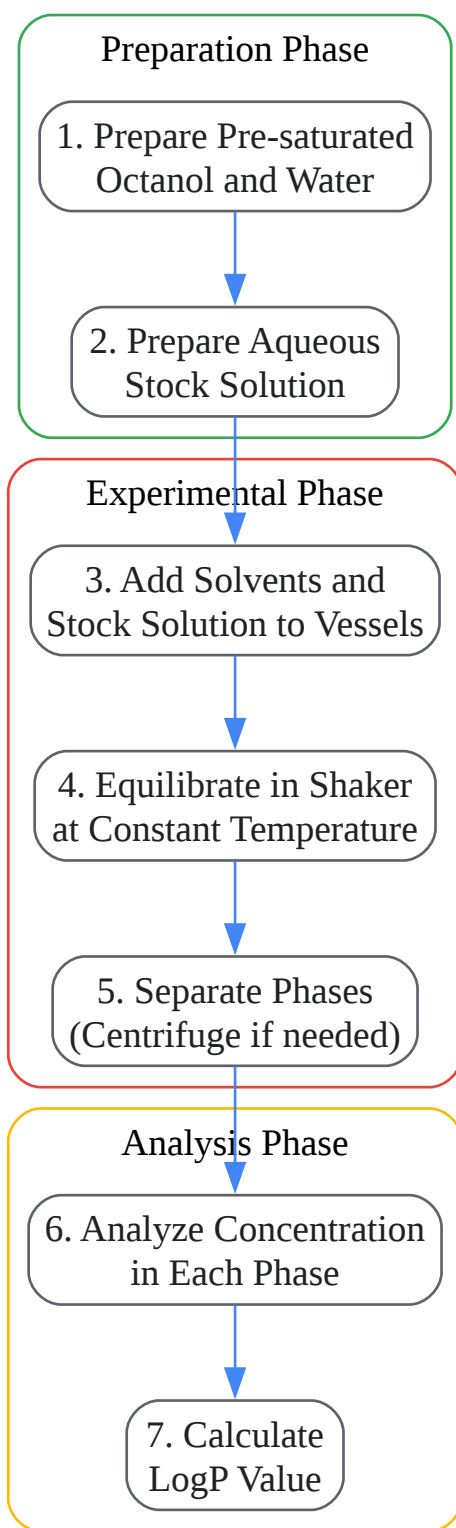 Preparation Phase
1. Prepare Pre-saturated
Octanol and Water
2. Prepare Aqueous
Stock Solution
Experimental Phase
3. Add Solvents and
Stock Solution to Vessels
4. Equilibrate in Shaker
at Constant Temperature
5. Separate Phases
(Centrifuge if needed)
Analysis Phase
6. Analyze Concentration
in Each Phase
7. Calculate
LogP Value